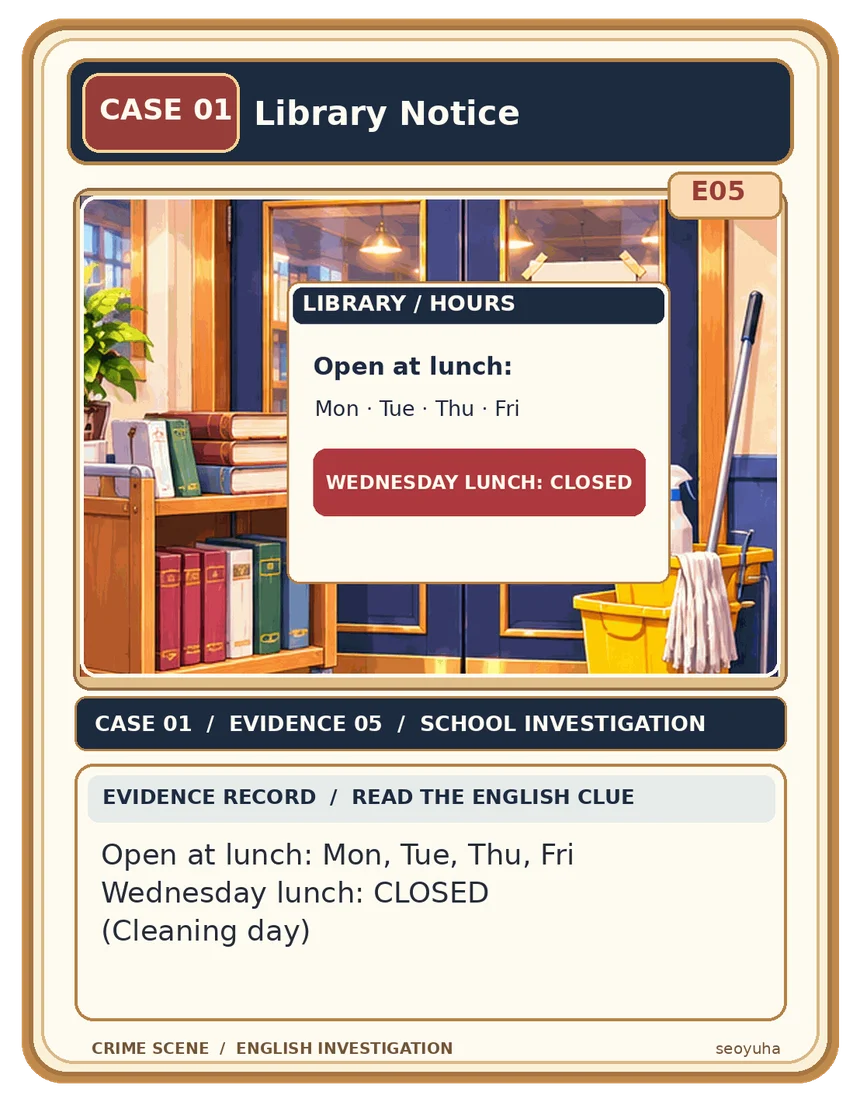 CASE 01 Library Notice
E05
LIBRARY / HOURS
Open at lunch:
Mon · Tue · Thu · Fri
WEDNESDAY LUNCH: CLOSED
CASE 01 / EVIDENCE 05 / SCHOOL INVESTIGATION
EVIDENCE RECORD / READ THE ENGLISH CLUE
Open at lunch: Mon, Tue, Thu, Fri
Wednesday lunch: CLOSED
(Cleaning day)
CRIME SCENE / ENGLISH INVESTIGATION
seoyuha